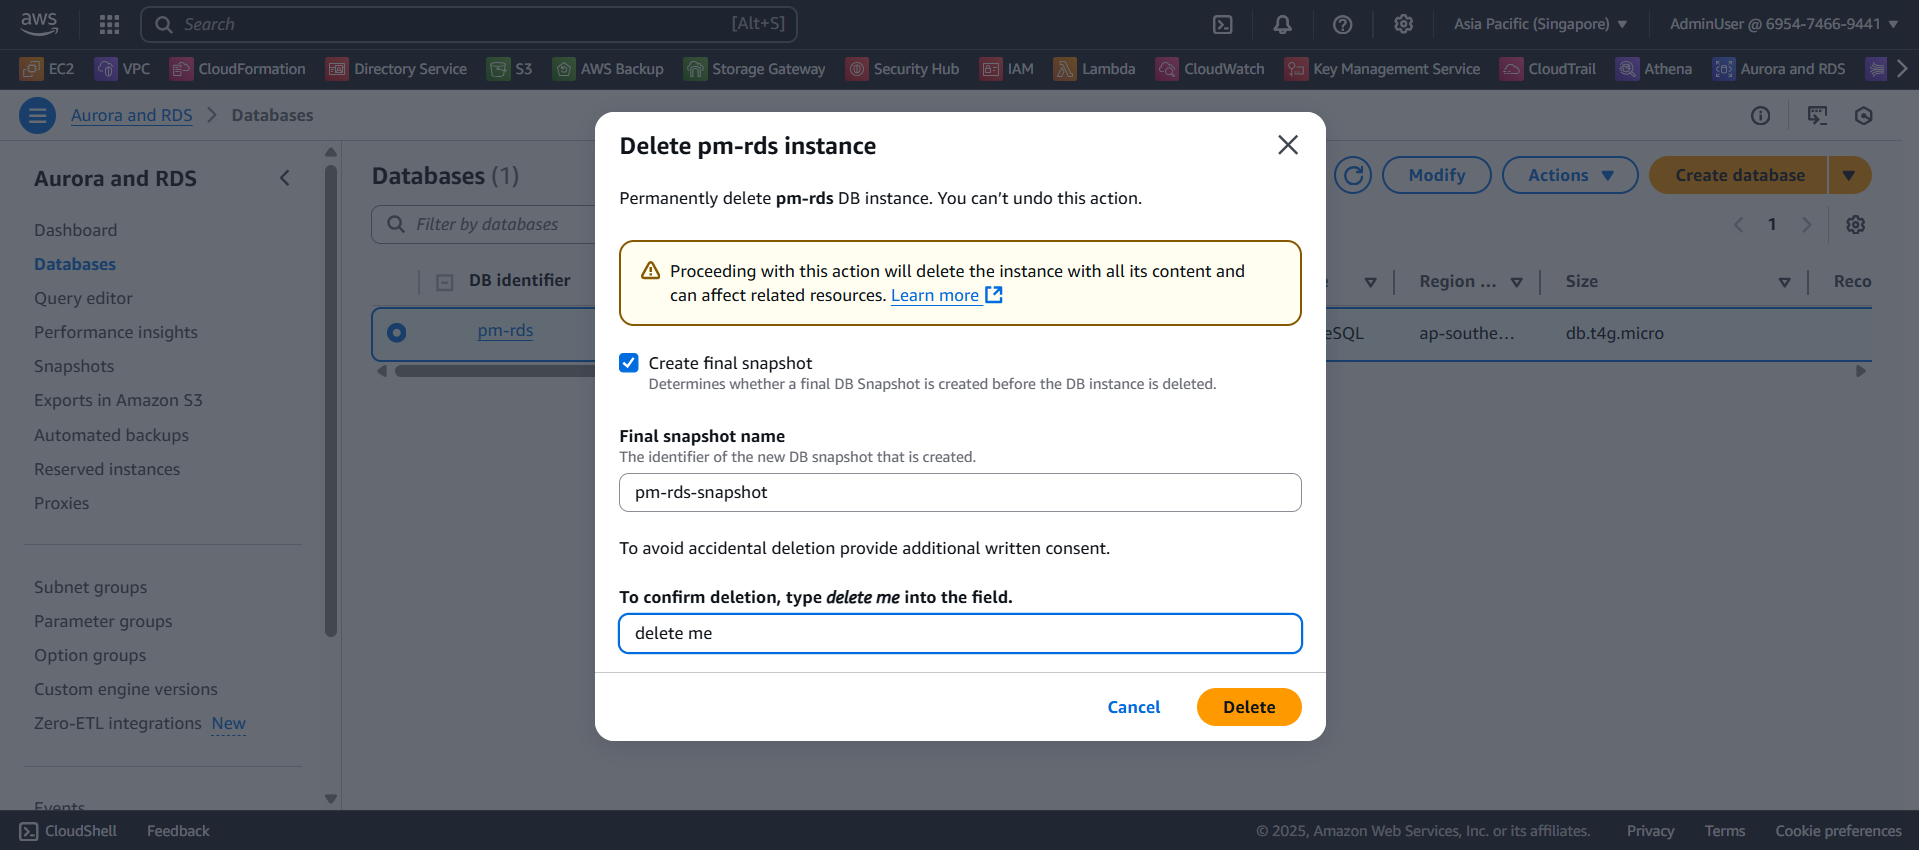 aws
Search
[Alt+S]
Asia Pacific (Singapore)
AdminUser @ 6954-7466-9441
EC2
VPC
CloudFormation
Directory Service
S3
AWS Backup
Storage Gateway
Security Hub
IAM
Lambda
CloudWatch
Key Management Service
CloudTrail
Athena
Aurora and RDS
Aurora and RDS
Databases
Aurora and RDS
Dashboard
Databases
Query editor
Performance insights
Snapshots
Exports in Amazon S3
Automated backups
Reserved instances
Proxies
Subnet groups
Parameter groups
Option groups
Custom engine versions
Zero-ETL integrations New
Events
Databases (1)
Modify
Actions
Create database
Filter by databases
1
DB identifier
Region ...
Size
Reco
pm-rds
eSQL
ap-southe...
db.t4g.micro
Delete pm-rds instance
Permanently delete pm-rds DB instance. You can't undo this action.
Proceeding with this action will delete the instance with all its content and
can affect related resources. Learn more
Create final snapshot
Determines whether a final DB Snapshot is created before the DB instance is deleted.
Final snapshot name
The identifier of the new DB snapshot that is created.
pm-rds-snapshot
To avoid accidental deletion provide additional written consent.
To confirm deletion, type delete me into the field.
delete me
Cancel
Delete
CloudShell
Feedback
© 2025, Amazon Web Services, Inc. or its affiliates.
Privacy
Terms
Cookie preferences